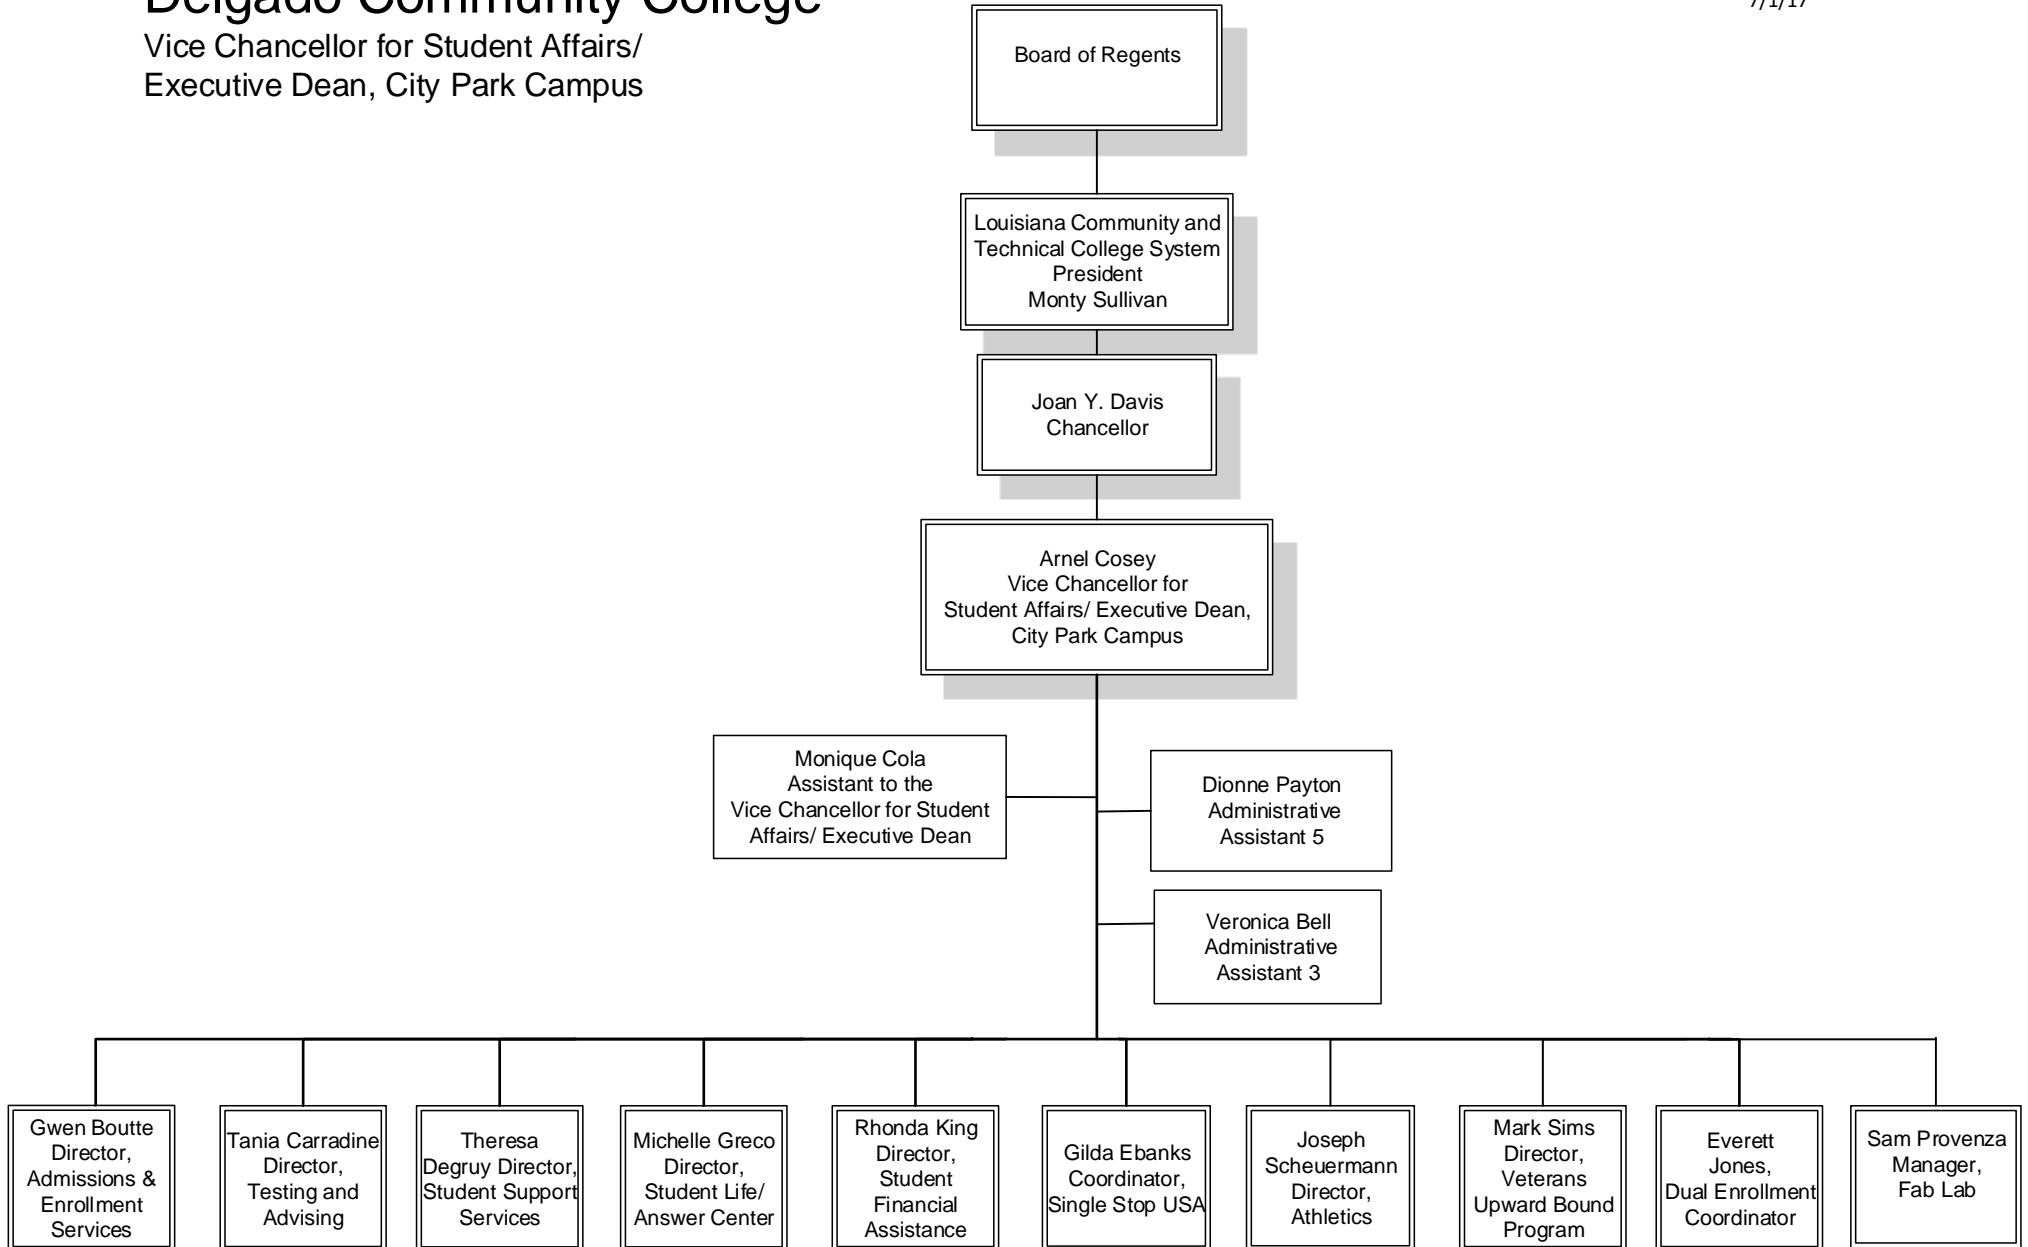 Delgado Community College
7/1/17
Vice Chancellor for Student Affairs/
Executive Dean, City Park Campus
Board of Regents
Louisiana Community and
Technical College System
President
Monty Sullivan
Joan Y. Davis
Chancellor
Arnel Cosey
Vice Chancellor for
Student Affairs/ Executive Dean,
City Park Campus
Monique Cola
Assistant to the
Vice Chancellor for Student
Affairs/ Executive Dean
Dionne Payton
Administrative
Assistant 5
Veronica Bell
Administrative
Assistant 3
Gwen Boutte
Director,
Admissions &
Enrollment
Services
Tania Carradine
Director,
Testing and
Advising
Theresa
Degruy Director,
Student Support
Services
Michelle Greco
Director,
Student Life/
Answer Center
Rhonda King
Director,
Student
Financial
Assistance
Gilda Ebanks
Coordinator,
Single Stop USA
Joseph
Scheuermann
Director,
Athletics
Mark Sims
Director,
Veterans
Upward Bound
Program
Everett
Jones,
Dual Enrollment
Coordinator
Sam Provenza
Manager,
Fab Lab